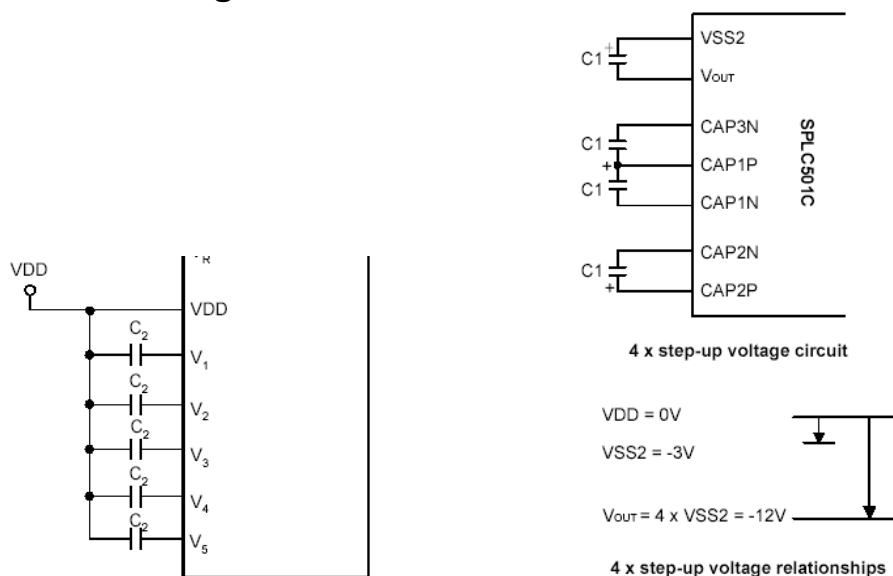 VSS2
C1
+
VOUT
CAP3N
C1
+
CAP1P
C1
CAP1N
SPLC501C
CAP2N
C1
+
CAP2P
4 x step-up voltage circuit
VDD = 0V
VSS2 = -3V
VOUT = 4 x VSS2 = -12V
4 x step-up voltage relationships
VDD
VDD
C2
V1
C2
V2
C2
V3
C2
V4
C2
V5